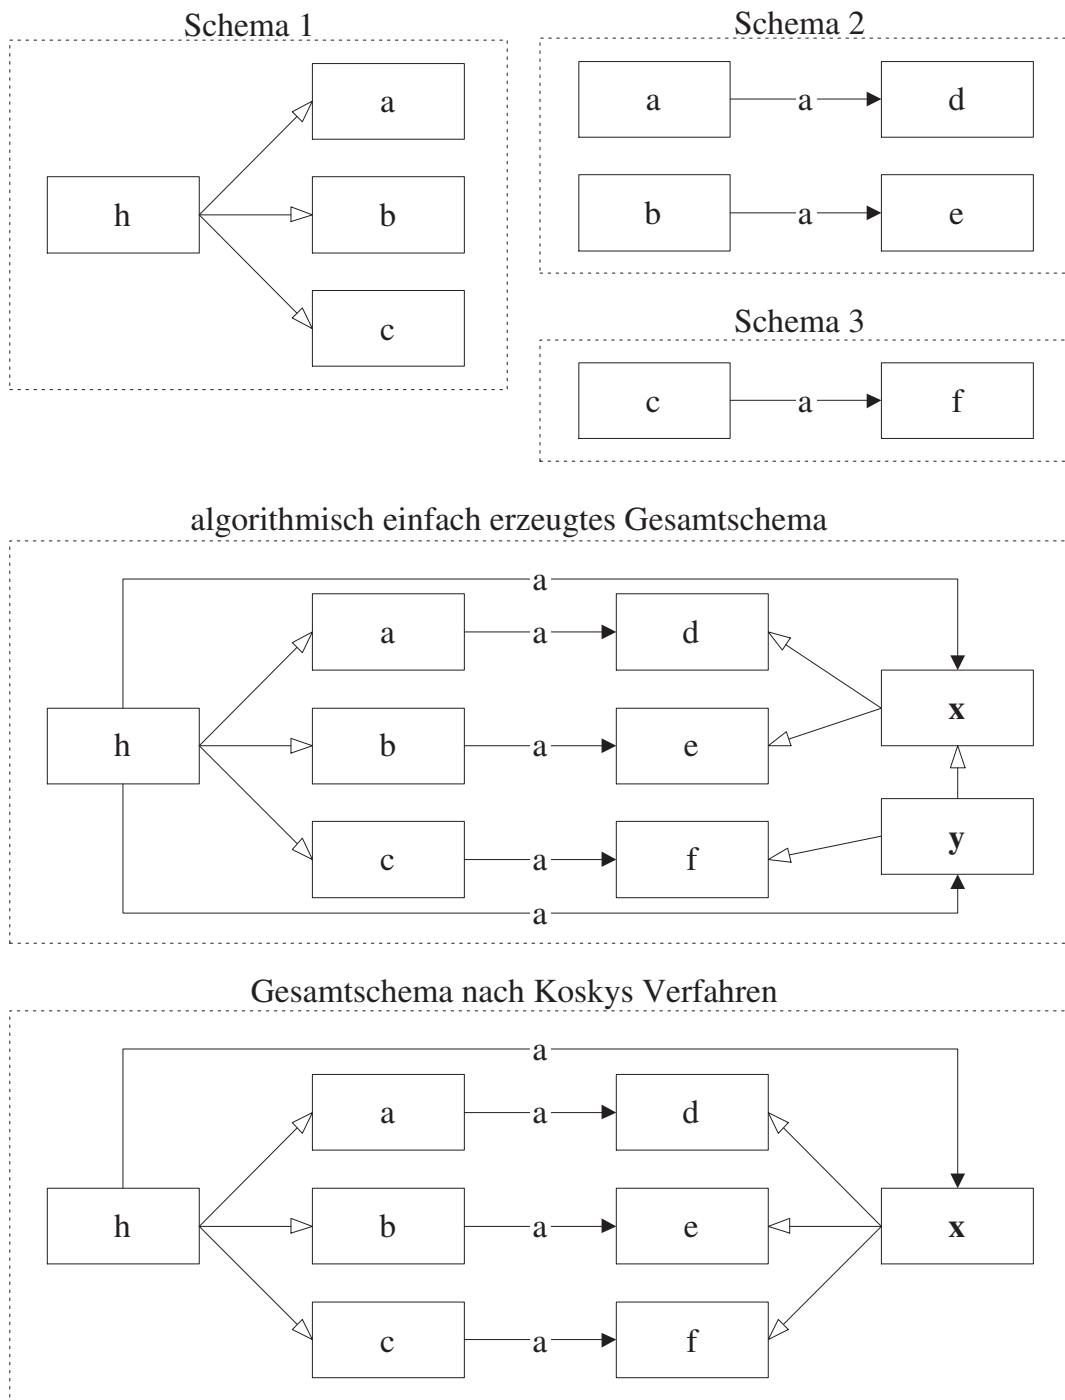 Schema 1
h
a
b
c
Schema 2
a a d
b a e
Schema 3
c a f
algorithmisch einfach erzeugtes Gesamtschema
a
a a d
x
h b a e
y
c a f
a
Gesamtschema nach Koskys Verfahren
a
a a d
h b a e x
c a f